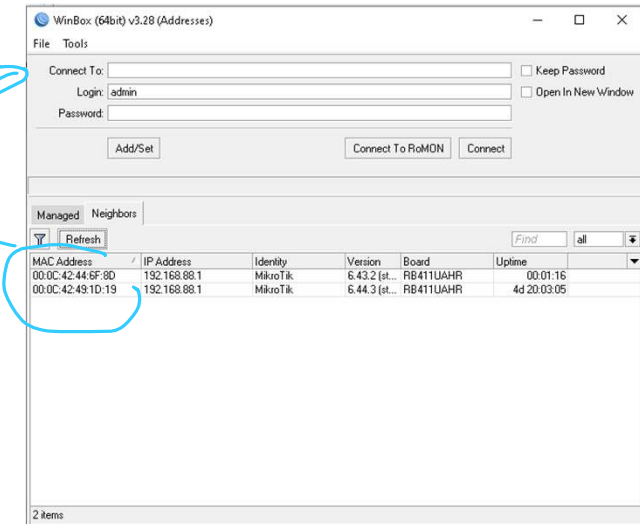 WinBox (64bit) v3.28 (Addresses)
File Tools
Connect To: Keep Password
Login: admin Open In New Window
Password:
Add/Set Connect To RoMON Connect
Managed Neighbors
Refresh Find all
MAC Address IP Address Identity Version Board Uptime
00:0C:42:44:6F:8D 192.168.88.1 MikroTik 6.43.2 (st... RB411UAHR 00:01:16
00:0C:42:49:1D:19 192.168.88.1 MikroTik 6.44.3 (st... RB411UAHR 4d 20:03:05
2 items